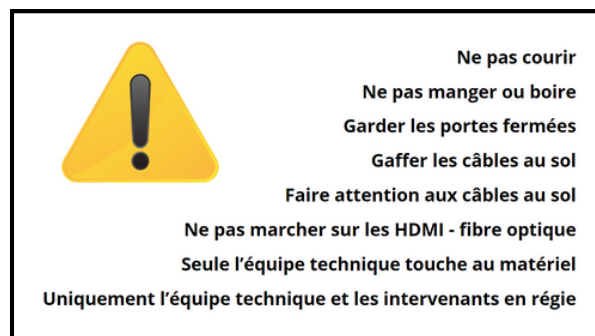 Ne pas courir
Ne pas manger ou boire
Garder les portes fermées
Gaffer les câbles au sol
Faire attention aux câbles au sol
Ne pas marcher sur les HDMI - fibre optique
Seule l’équipe technique touche au matériel
Uniquement l’équipe technique et les intervenants en régie